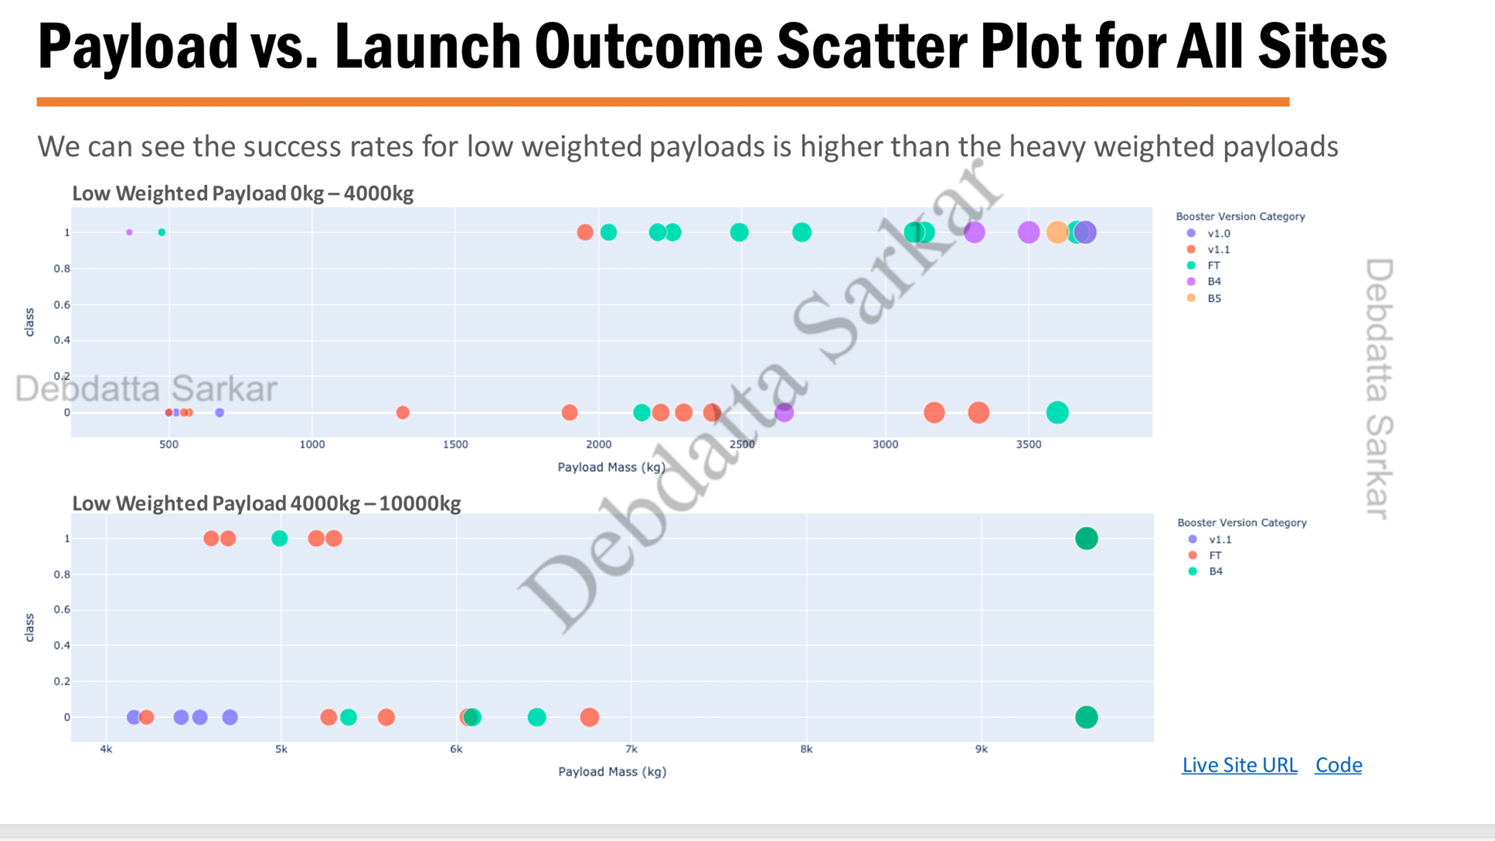 Payload vs. Launch Outcome Scatter Plot for All Sites
We can see the success rates for low weighted payloads is higher than the heavy weighted payloads
Low Weighted Payload 0kg – 4000kg
Booster Version Category
v1.0
v1.1
FT
B4
B5
1
0.8
0.6
0.4
0.2
0
class
500
1000
1500
2000
2500
3000
3500
Payload Mass (kg)
Debdatta Sarkar
Debdatta Sarkar
Debdatta Sarkar
Low Weighted Payload 4000kg – 10000kg
Booster Version Category
v1.1
FT
B4
1
0.8
0.6
0.4
0.2
0
class
4k
5k
6k
7k
8k
9k
Payload Mass (kg)
Live Site URL Code